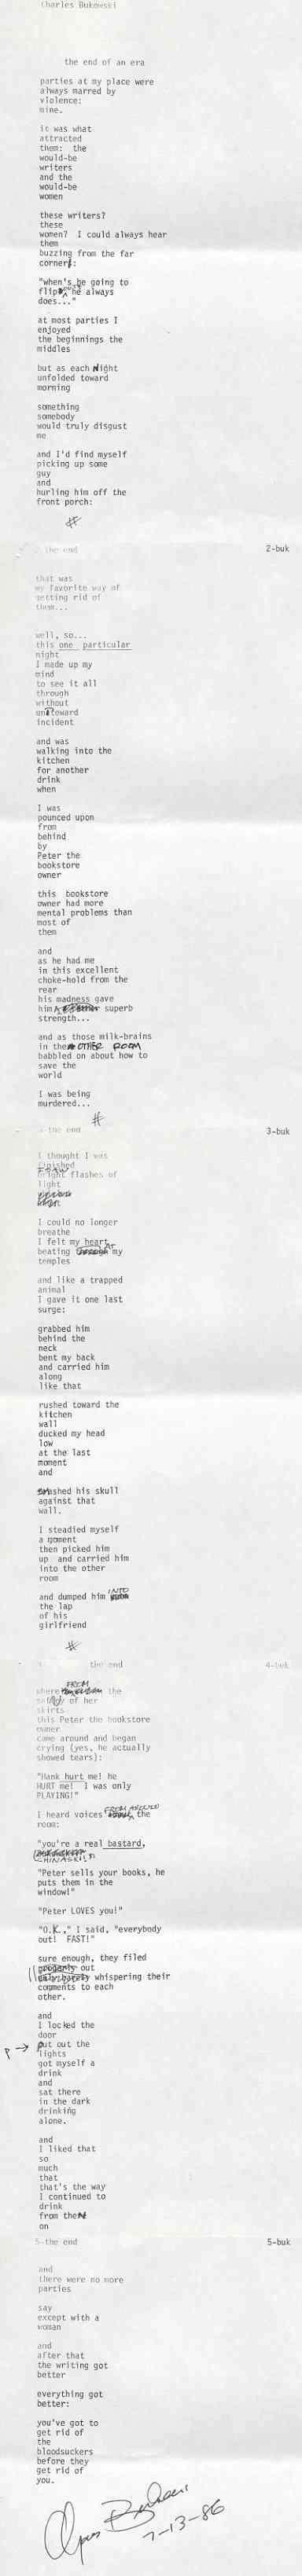 Charles Bukowski
the end of an era
parties at my place were
always marred by
violence:
mine.
it was what
attracted
them: the
would-be
writers
and the
would-be
women
these writers?
these
women? I could always hear
them
buzzing from the far
corner:
"when's he going to
flip out? he always
does..."
at most parties I
enjoyed
the beginnings the
middles
but as each Night
unfolded toward
morning
something
somebody
would truly disgust
me
and I'd find myself
picking up some
guy
and
hurling him off the
front porch:
#
2 the end 2-buk
that was
my favorite way of
getting rid of
them...
well, so...
this one particular
night
I made up my
mind
to see it all
through
without
untoward
incident
and was
walking into the
kitchen
for another
drink
when
I was
pounced upon
from
behind
by
Peter the
bookstore
owner
this bookstore
owner had more
mental problems than
most of
them
and
as he had me
in this excellent
choke-hold from the
rear
his madness gave
him A superb
strength...
and as those milk-brains
in the OTHER ROOM
babbled on about how to
save the
world
I was being
murdered...
#
3 the end 3-buk
I thought I was
finished
I SAW
bright flashes of
light
I could no longer
breathe
I felt my heart
beating AT my
temples
and like a trapped
animal
I gave it one last
surge:
grabbed him
behind the
neck
bent my back
and carried him
along
like that
rushed toward the
kitchen
wall
ducked my head
low
at the last
moment
and
SMashed his skull
against that
wall.
I steadied myself
a moment
then picked him
up and carried him
into the other
room
and dumped him INTO
the lap
of his
girlfriend
#
4 the end 4-buk
where FROM the
of her
skirts
this Peter the bookstore
owner
came around and began
crying (yes, he actually
showed tears):
"Hank hurt me! he
HURT me! I was only
PLAYING!"
I heard voices FROM AROUND the
room:
"you're a real bastard,
CHINASKI!"
"Peter sells your books, he
puts them in the
window!"
"Peter LOVES you!"
"O.K.," I said, "everybody
out! FAST!"
sure enough, they filed
out
whispering their
comments to each
other.
and
I locked the
door
P → put out the
lights
got myself a
drink
and
sat there
in the dark
drinking
alone.
and
I liked that
so
much
that
that's the way
I continued to
drink
from theN
on
5-the end 5-buk
and
there were no more
parties
say
except with a
woman
and
after that
the writing got
better
everything got
better:
you've got to
get rid of
the
bloodsuckers
before they
get rid of
you.
7-13-86